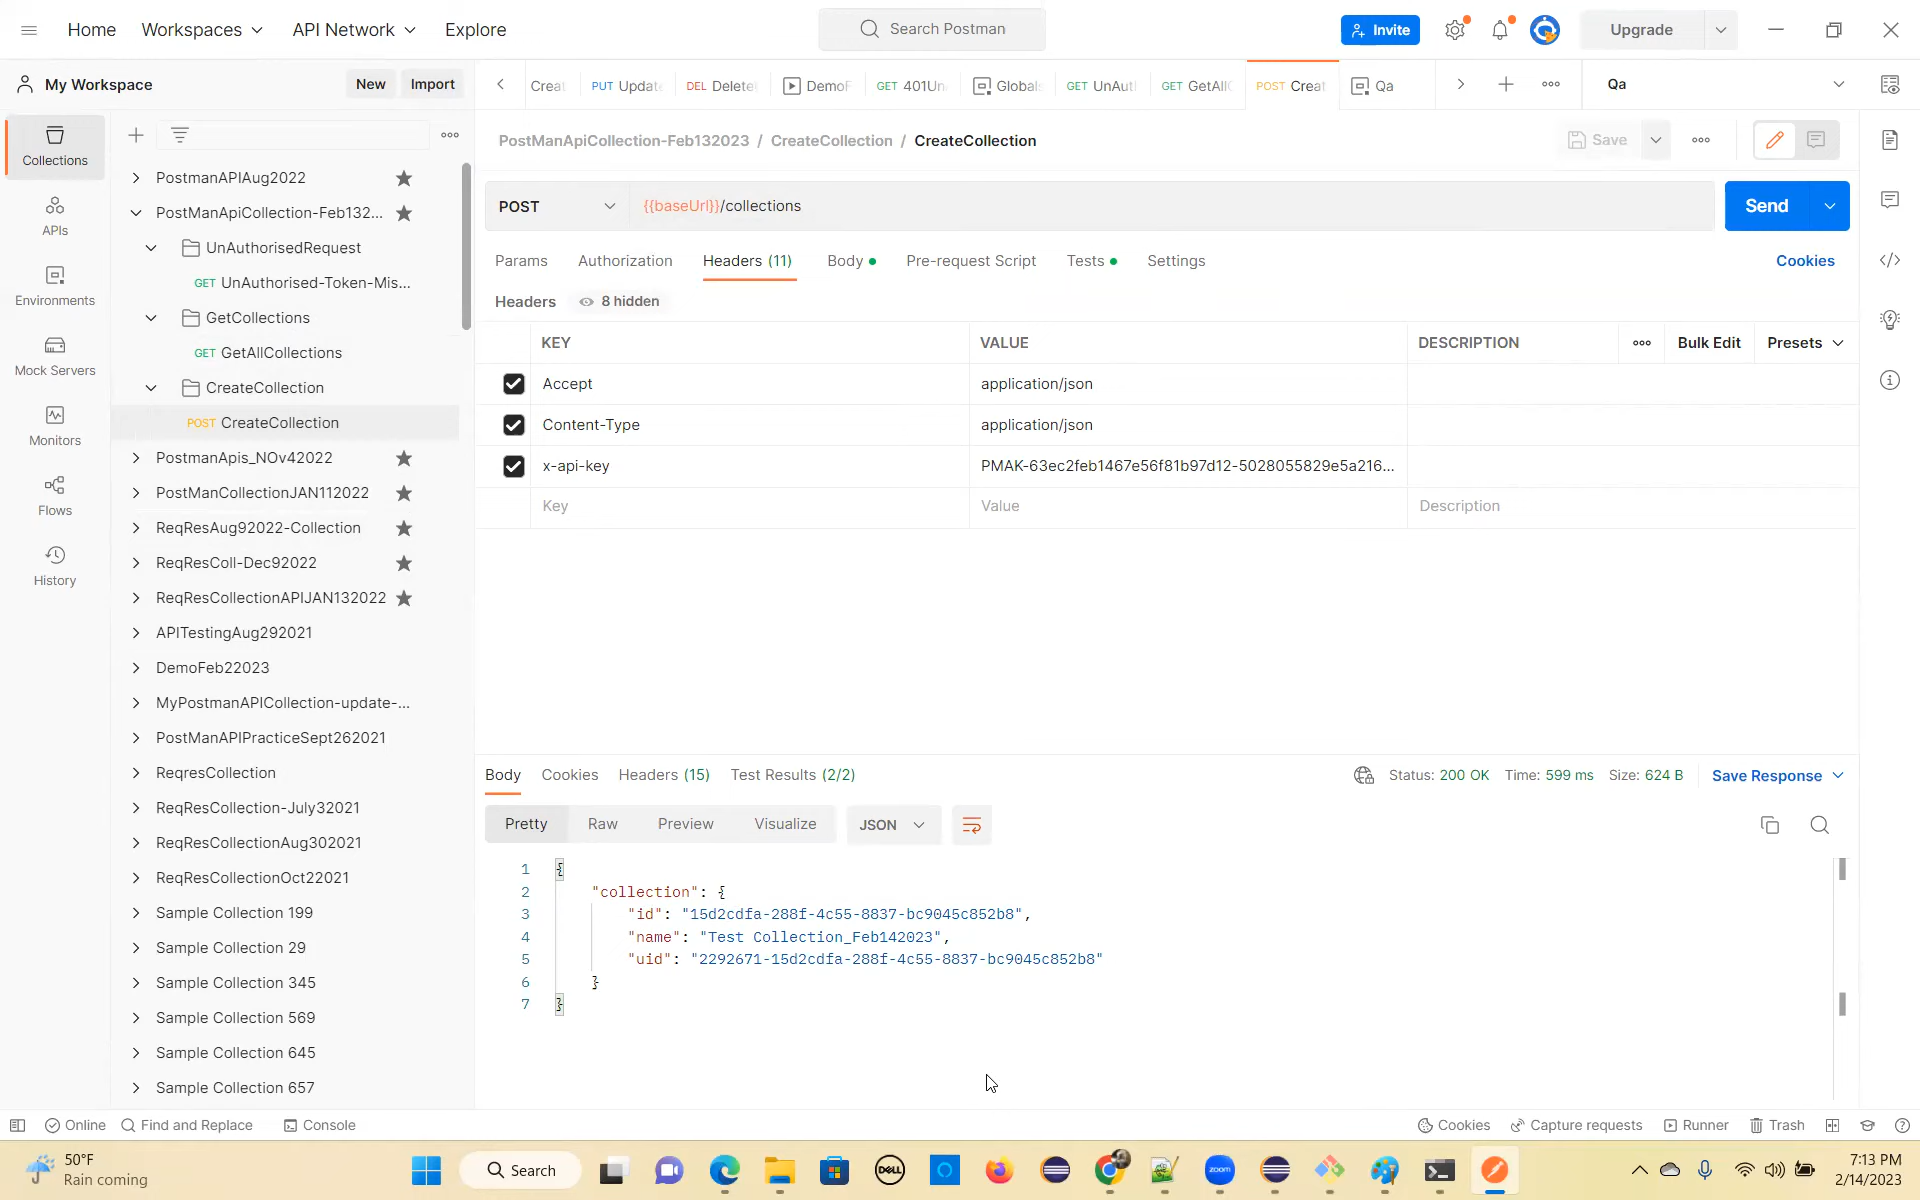 Home Workspaces API Network Explore Search Postman Invite Upgrade
My Workspace New Import
Creat PUT Update DEL Delete DemoF GET 401Un GET Globals GET UnAut GET GetAllC POST Creat Qa Qa
PostManApiCollection-Feb132023 / CreateCollection / CreateCollection Save
POST {{baseUrl}}/collections Send
Params Authorization Headers (11) Body Pre-request Script Tests Settings Cookies
Headers 8 hidden
KEY VALUE DESCRIPTION Bulk Edit Presets
Accept application/json
Content-Type application/json
x-api-key PMAK-63ec2feb1467e56f81b97d12-5028055829e5a216...
Key Value Description
Collections
APIs
Environments
Mock Servers
Monitors
Flows
History
PostmanAPIAug2022
PostManApiCollection-Feb132...
UnAuthorisedRequest
GET UnAuthorised-Token-Mis...
GetCollections
GET GetAllCollections
CreateCollection
POST CreateCollection
PostmanApis_NOv42022
PostManCollectionJAN112022
ReqResAug92022-Collection
ReqResColl-Dec92022
ReqResCollectionAPIJAN132022
APITestingAug292021
DemoFeb22023
MyPostmanAPICollection-update-...
PostManAPIPracticeSept262021
ReqresCollection
ReqResCollection-July32021
ReqResCollectionAug302021
ReqResCollectionOct22021
Sample Collection 199
Sample Collection 29
Sample Collection 345
Sample Collection 569
Sample Collection 645
Sample Collection 657
Body Cookies Headers (15) Test Results (2/2) Status: 200 OK Time: 599 ms Size: 624 B Save Response
Pretty Raw Preview Visualize JSON
1 {
2 "collection": {
3 "id": "15d2cdfa-288f-4c55-8837-bc9045c852b8",
4 "name": "Test Collection_Feb142023",
5 "uid": "2292671-15d2cdfa-288f-4c55-8837-bc9045c852b8"
6 }
7 }
Online Find and Replace Console Cookies Capture requests Runner Trash
50°F
Rain coming
Search DELL zoom
7:13 PM
2/14/2023